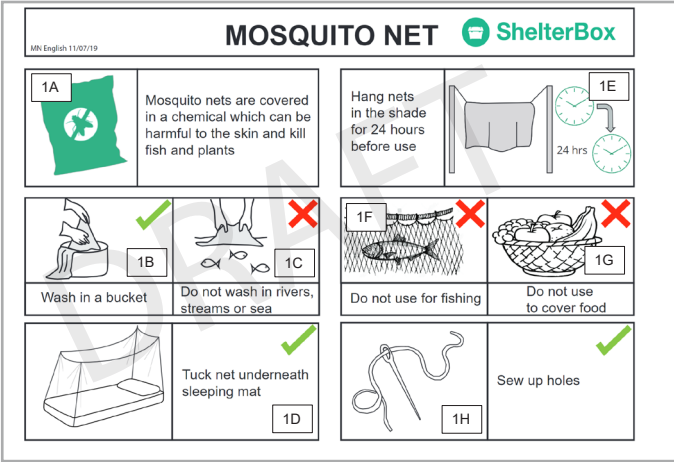 MN English 11/07/19
MOSQUITO NET
ShelterBox
1A
Mosquito nets are covered
in a chemical which can be
harmful to the skin and kill
fish and plants
Hang nets
in the shade
for 24 hours
before use
1E
24 hrs
1B
Wash in a bucket
1C
Do not wash in rivers,
streams or sea
1F
Do not use for fishing
1G
Do not use
to cover food
Tuck net underneath
sleeping mat
1D
1H
Sew up holes
DRAFT